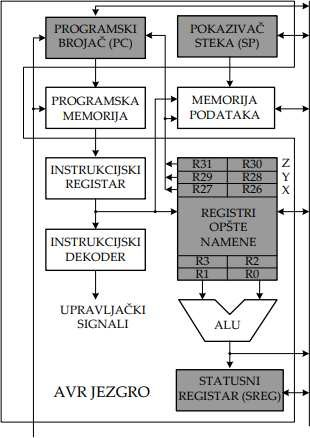 PROGRAMSKI
BROJAČ (PC)
POKAZIVAČ
STEKA (SP)
PROGRAMSKA
MEMORIJA
MEMORIJA
PODATAKA
INSTRUKCIJSKI
REGISTAR
R31 R30 Z
R29 R28 Y
R27 R26 X
REGISTRI
OPŠTE
NAMENE
R3 R2
R1 R0
INSTRUKCIJSKI
DEKODER
UPRAVLJAČKI
SIGNALI
ALU
AVR JEZGRO
STATUSNI
REGISTAR (SREG)